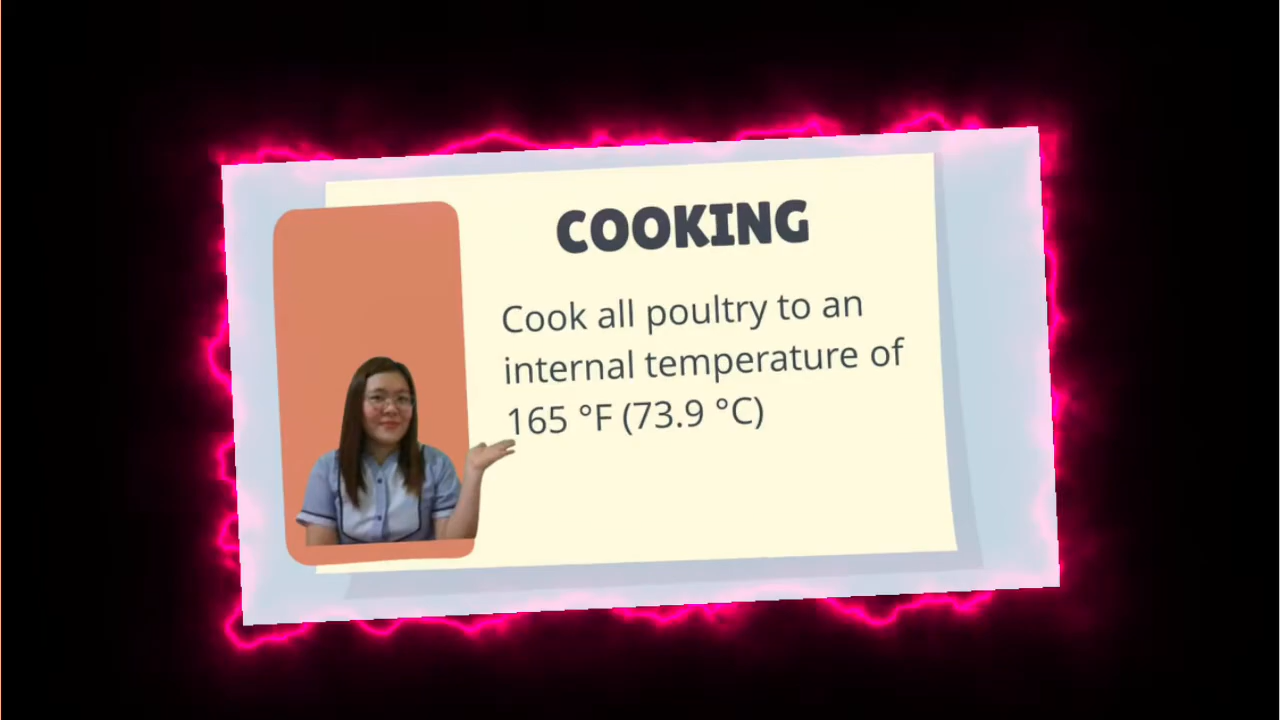 COOKING
Cook all poultry to an
internal temperature of
165 °F (73.9 °C)